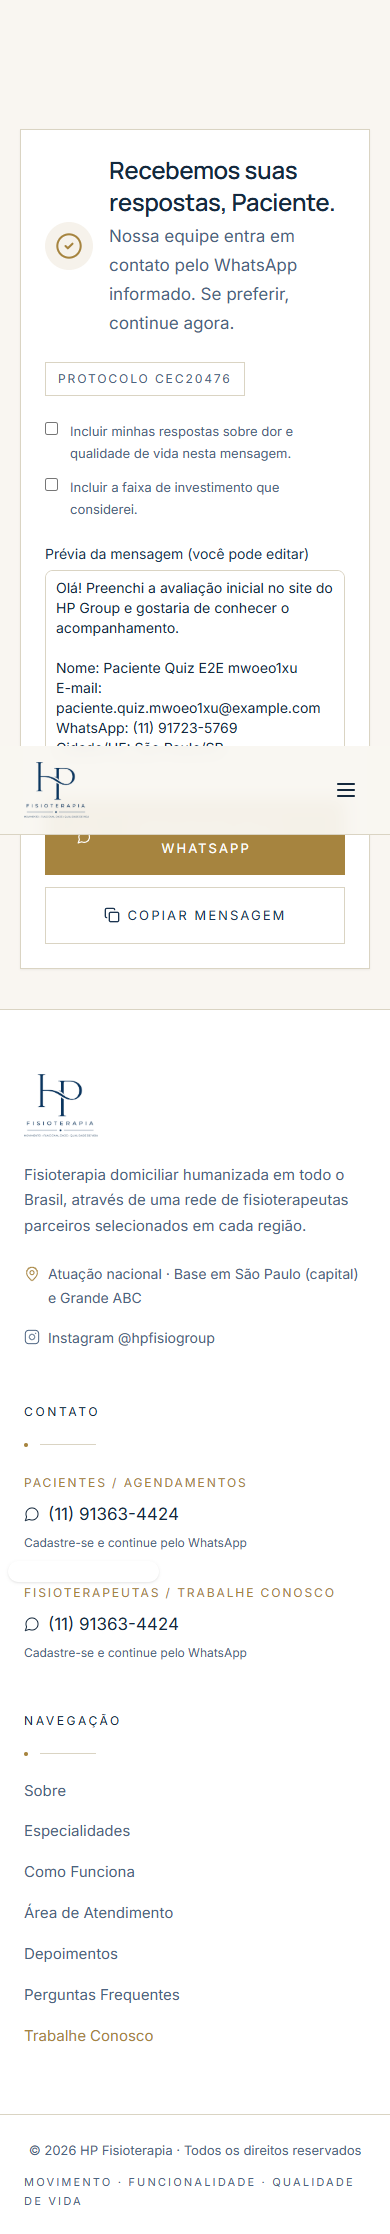 Recebemos suas
respostas, Paciente.
Nossa equipe entra em
contato pelo WhatsApp
informado. Se preferir,
continue agora.
PROTOCOLO CEC20476
Incluir minhas respostas sobre dor e
qualidade de vida nesta mensagem.
Incluir a faixa de investimento que
considerei.
Prévia da mensagem (você pode editar)
Olá! Preenchi a avaliação inicial no site do
HP Group e gostaria de conhecer o
acompanhamento.
Nome: Paciente Quiz E2E mwoeo1xu
E-mail:
paciente.quiz.mwoeo1xu@example.com
WhatsApp: (11) 91723-5769
Cidade/UF: São Paulo/SP
HP
FISIOTERAPIA
WHATSAPP
COPIAR MENSAGEM
HP
FISIOTERAPIA
Fisioterapia domiciliar humanizada em todo o
Brasil, através de uma rede de fisioterapeutas
parceiros selecionados em cada região.
Atuação nacional · Base em São Paulo (capital)
e Grande ABC
Instagram @hpfisiogroup
CONTATO
PACIENTES / AGENDAMENTOS
(11) 91363-4424
Cadastre-se e continue pelo WhatsApp
FISIOTERAPEUTAS / TRABALHE CONOSCO
(11) 91363-4424
Cadastre-se e continue pelo WhatsApp
NAVEGAÇÃO
Sobre
Especialidades
Como Funciona
Área de Atendimento
Depoimentos
Perguntas Frequentes
Trabalhe Conosco
© 2026 HP Fisioterapia · Todos os direitos reservados
MOVIMENTO · FUNCIONALIDADE · QUALIDADE
DE VIDA